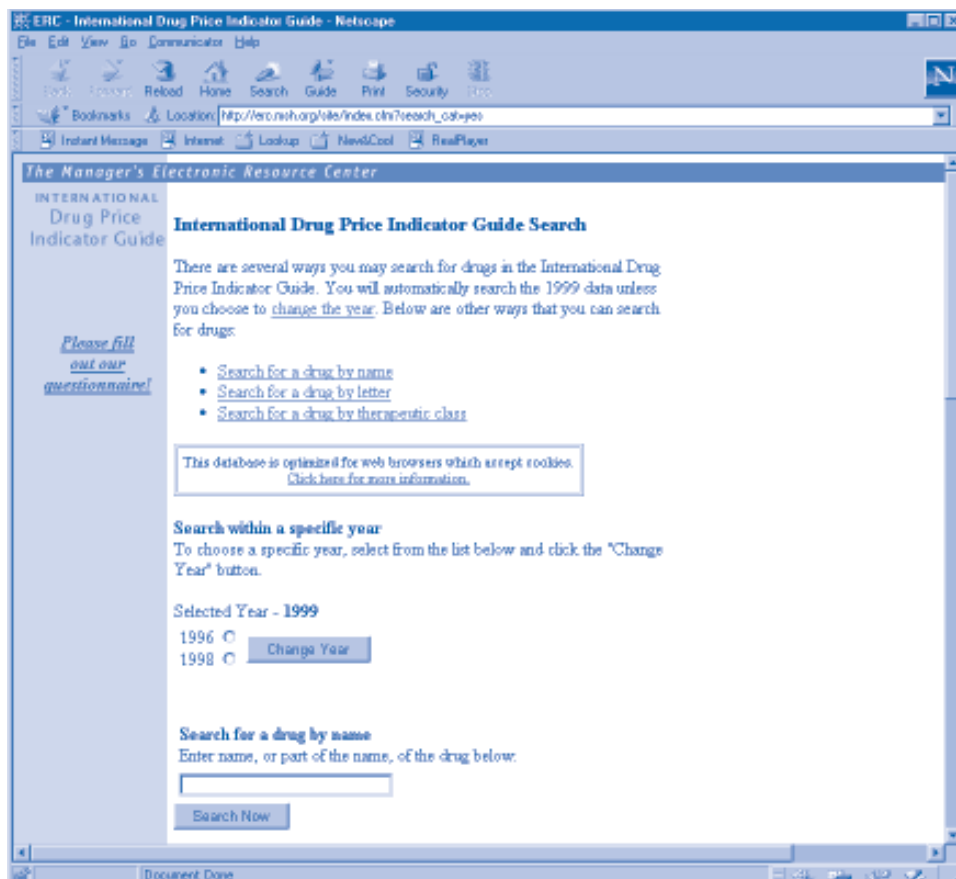 ERC - International Drug Price Indicator Guide - Netscape
File Edit View Go Communicator Help
Back Forward Reload Home Search Guide Print Security Stop
N
Bookmarks Location: http://erc.msh.org/site/index.cfm?search_cat=yes
Instant Message Internet Lookup New&Cool RealPlayer
The Manager's Electronic Resource Center
INTERNATIONAL
Drug Price
Indicator Guide
Please fill
out our
questionnaire!
International Drug Price Indicator Guide Search
There are several ways you may search for drugs in the International Drug
Price Indicator Guide. You will automatically search the 1999 data unless
you choose to change the year. Below are other ways that you can search
for drugs:
• Search for a drug by name
• Search for a drug by letter
• Search for a drug by therapeutic class
This database is optimized for web browsers which accept cookies.
Click here for more information.
Search within a specific year
To choose a specific year, select from the list below and click the "Change
Year" button.
Selected Year - 1999
1996
1998
Change Year
Search for a drug by name
Enter name, or part of the name, of the drug below:
Search Now
Document Done